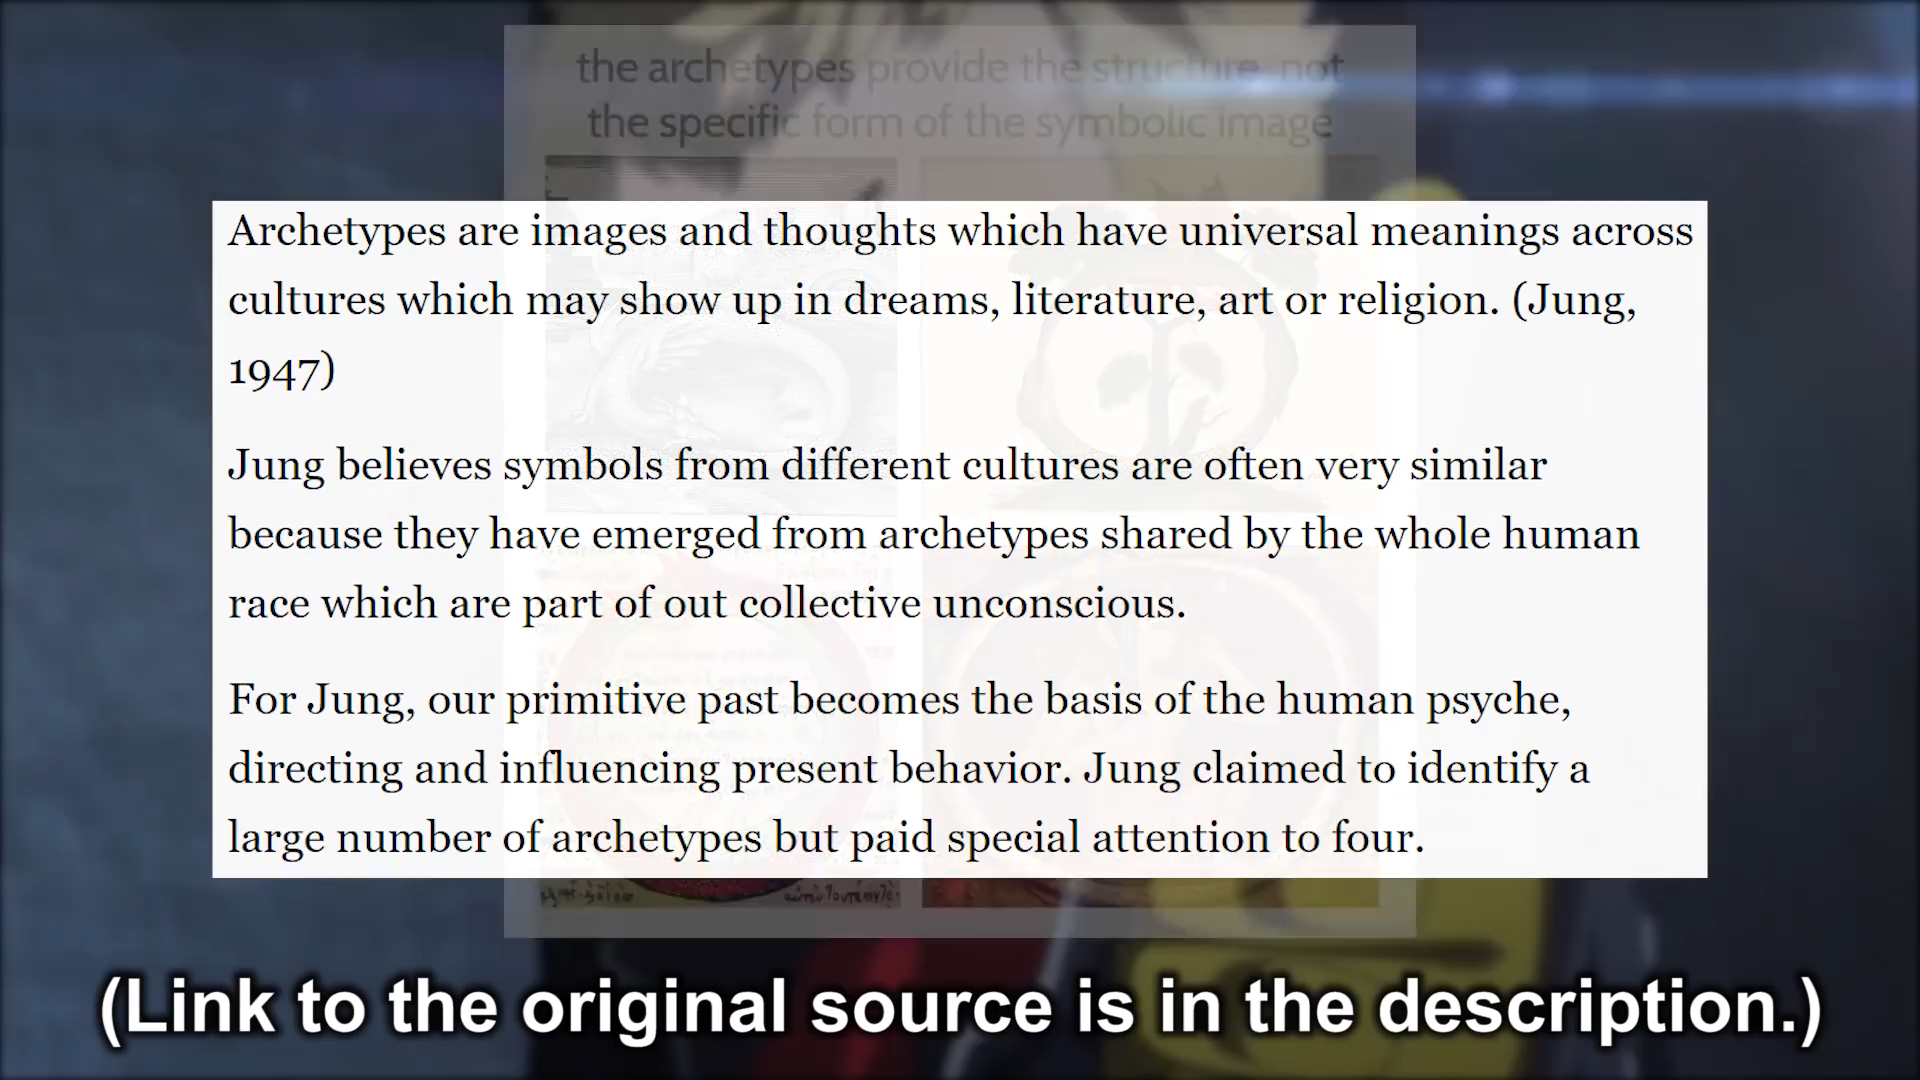 the archetypes provide the structure, not
the specific form of the symbolic image
Archetypes are images and thoughts which have universal meanings across
cultures which may show up in dreams, literature, art or religion. (Jung,
1947)
Jung believes symbols from different cultures are often very similar
because they have emerged from archetypes shared by the whole human
race which are part of out collective unconscious.
For Jung, our primitive past becomes the basis of the human psyche,
directing and influencing present behavior. Jung claimed to identify a
large number of archetypes but paid special attention to four.
(Link to the original source is in the description.)